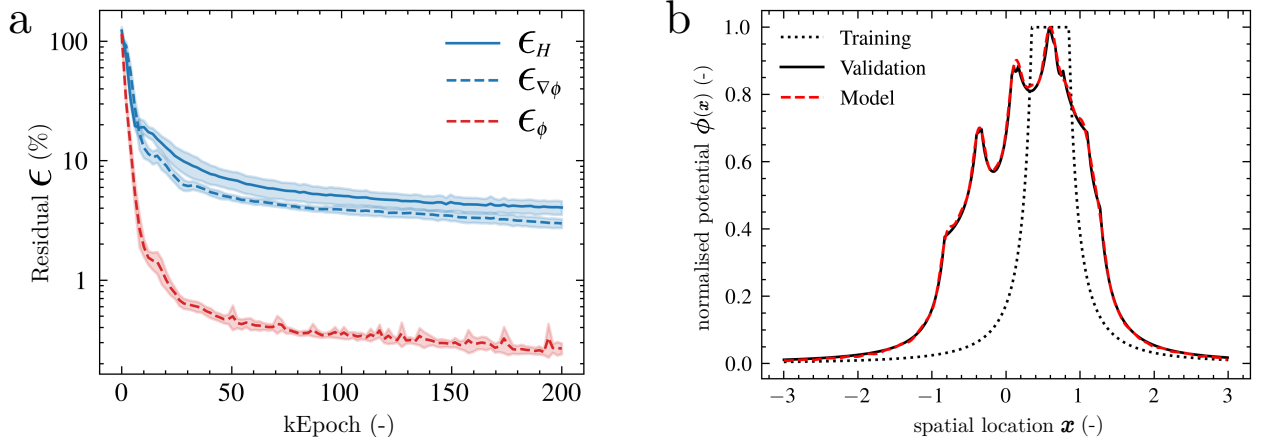 a
Residual ϵ (%)
100
10
1
ϵ_H
ϵ_∇ϕ
ϵ_ϕ
0
50
100
150
200
kEpoch (-)
b
normalised potential ϕ(x) (-)
1.0
0.8
0.6
0.4
0.2
0.0
Training
Validation
Model
−3
−2
−1
0
1
2
3
spatial location x (-)